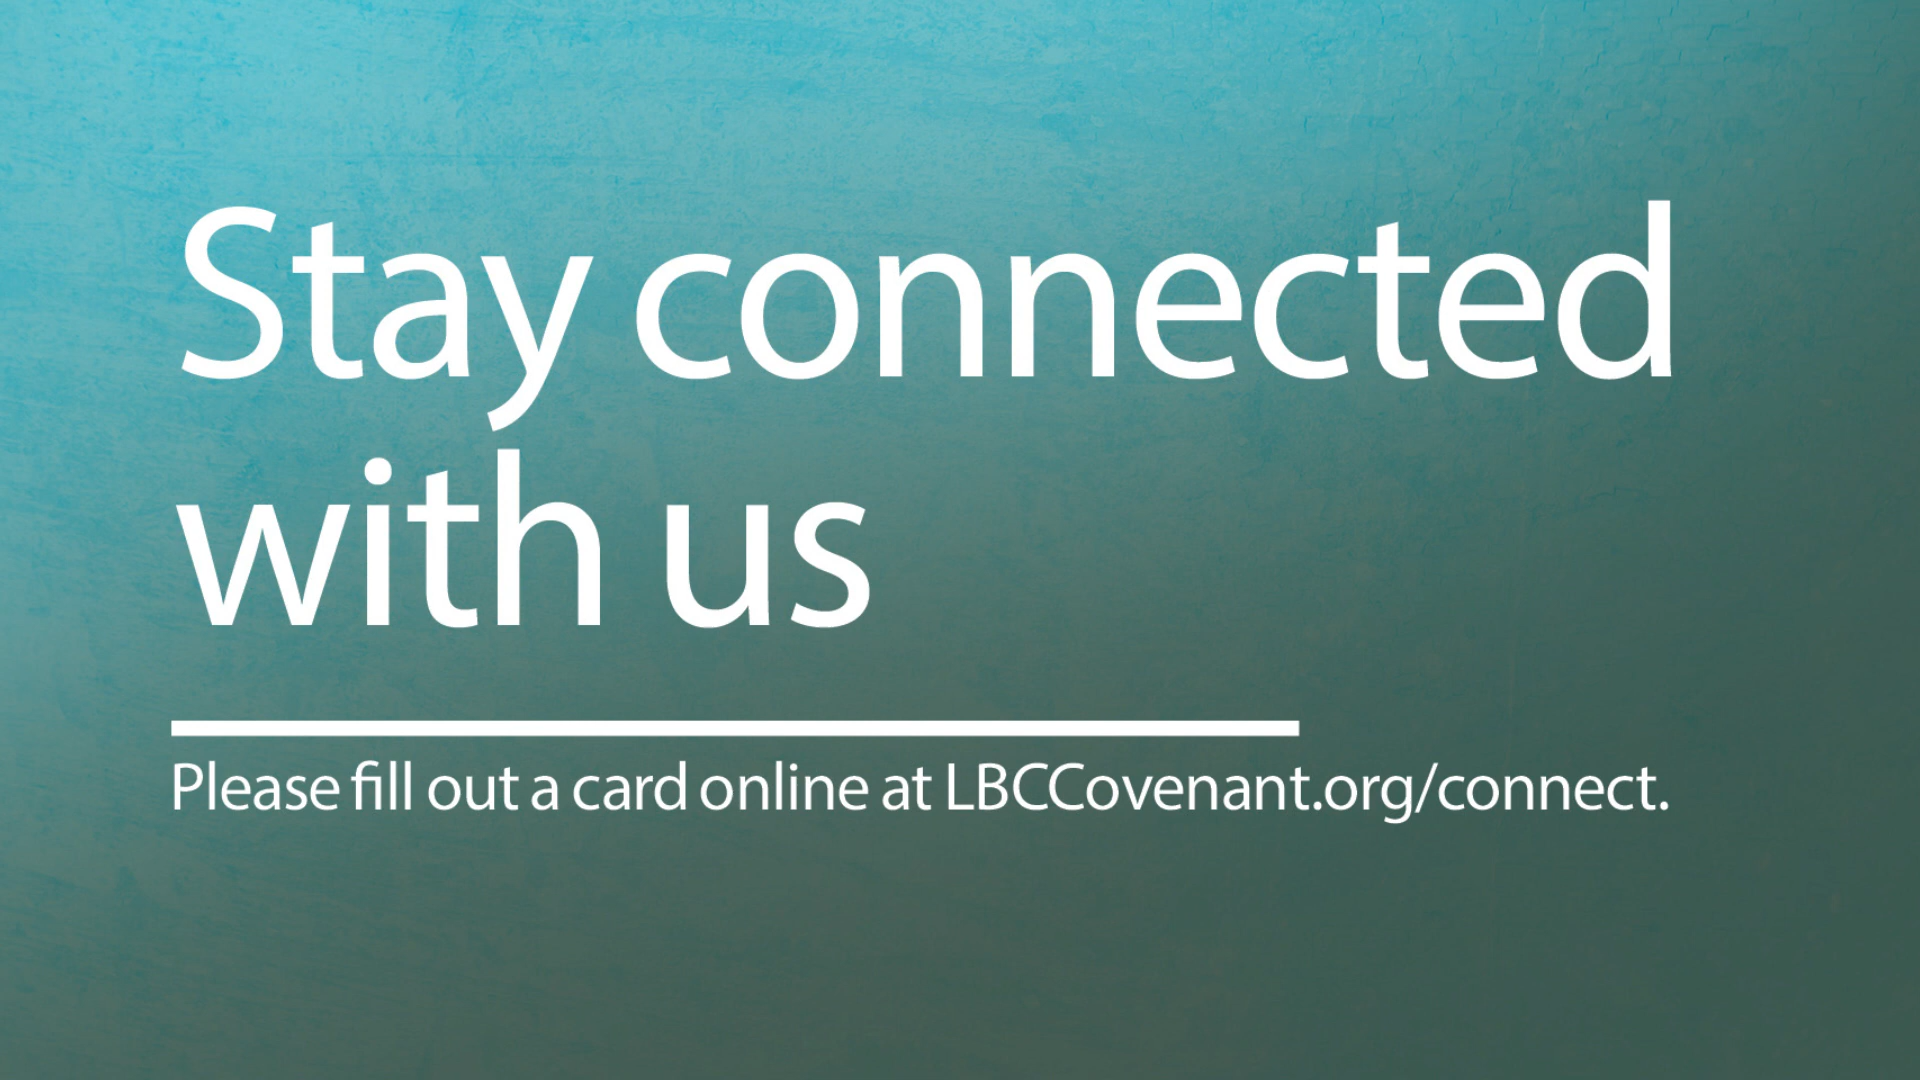 Stay connected
with us
Please fill out a card online at LBCCovenant.org/connect.